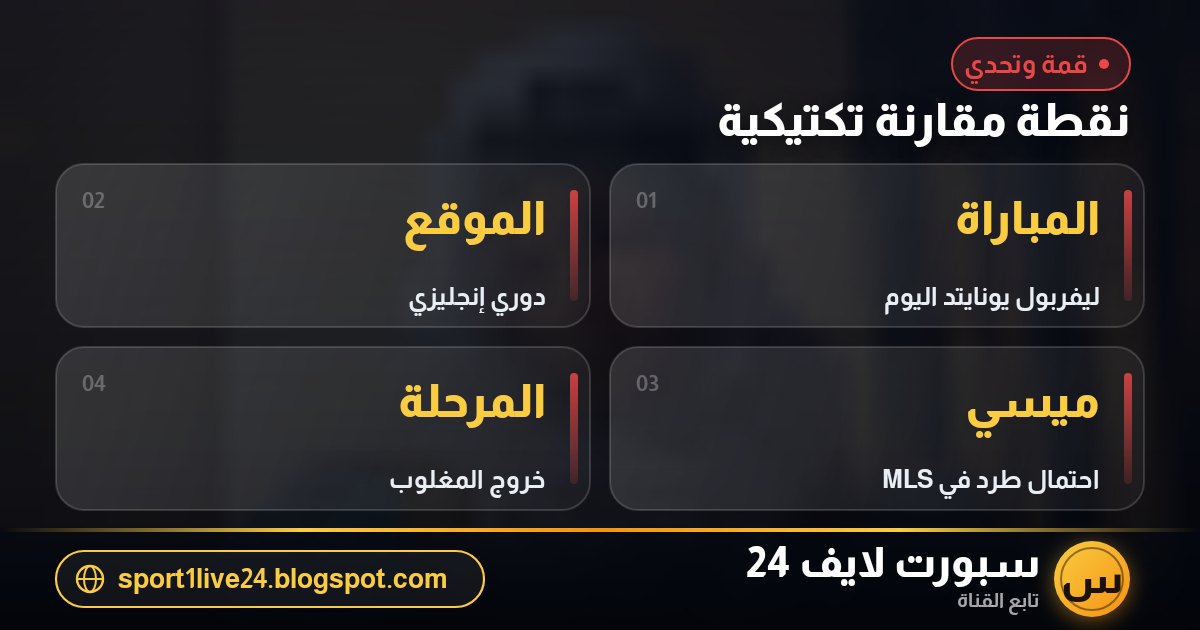 قمة وتحدي
نقطة مقارنة تكتيكية
01
المباراة
ليفربول يونايتد اليوم
02
الموقع
دوري إنجليزي
03
ميسي
احتمال طرد في MLS
04
المرحلة
خروج المغلوب
س
سبورت لايف 24
تابع القناة
sport1live24.blogspot.com